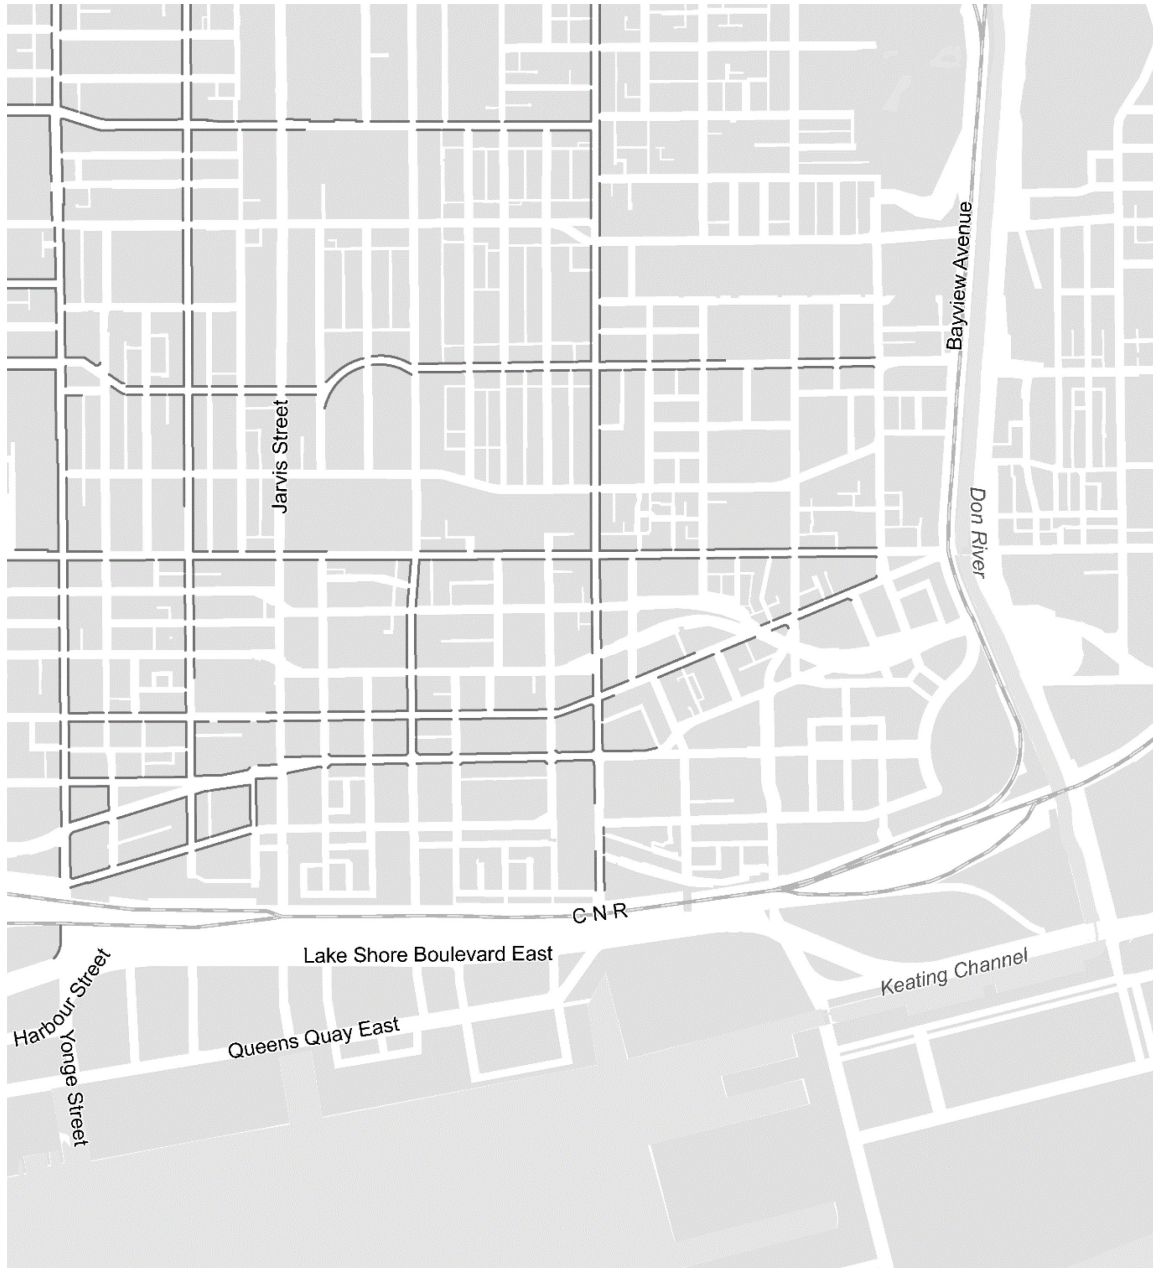 Bayview Avenue
Jarvis Street
Don River
C N R
Lake Shore Boulevard East
Keating Channel
Harbour Street
Queens Quay East
Yonge Street